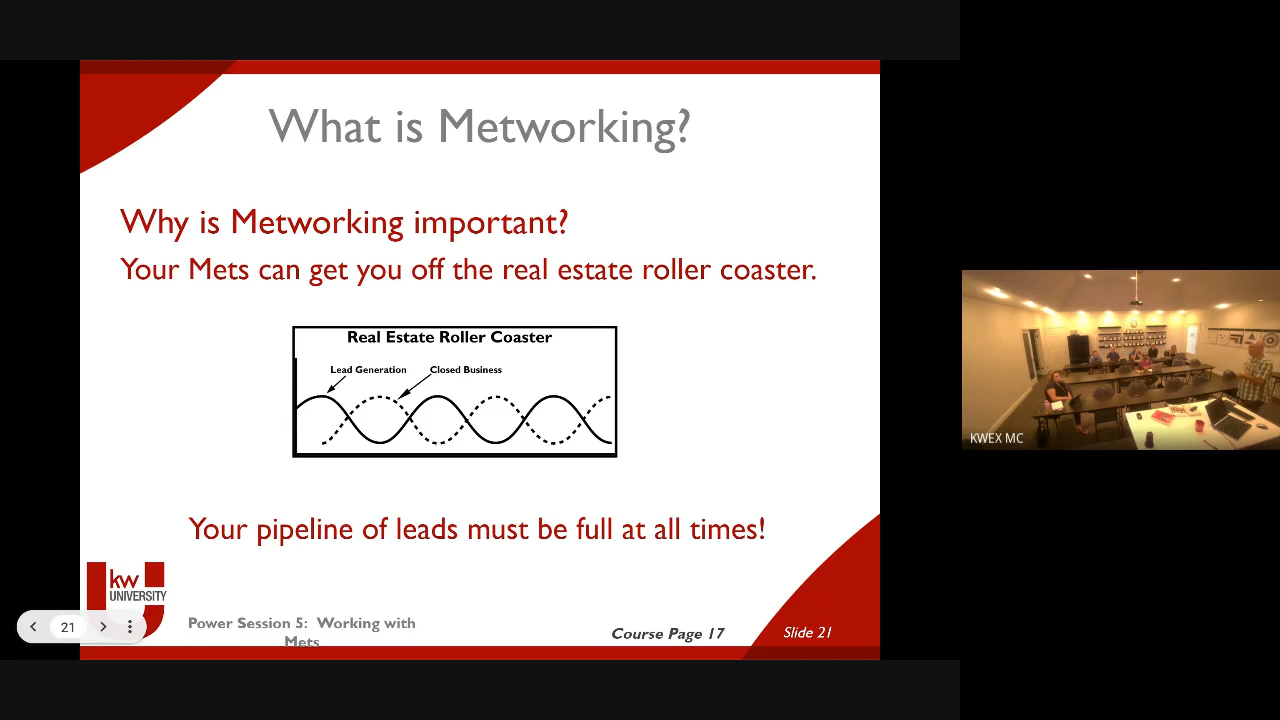 What is Metworking?
Why is Metworking important?
Your Mets can get you off the real estate roller coaster.
Real Estate Roller Coaster
Lead Generation
Closed Business
Your pipeline of leads must be full at all times!
kw
UNIVERSITY
21
Power Session 5: Working with
Mets
Course Page 17
Slide 21
KWEX MC